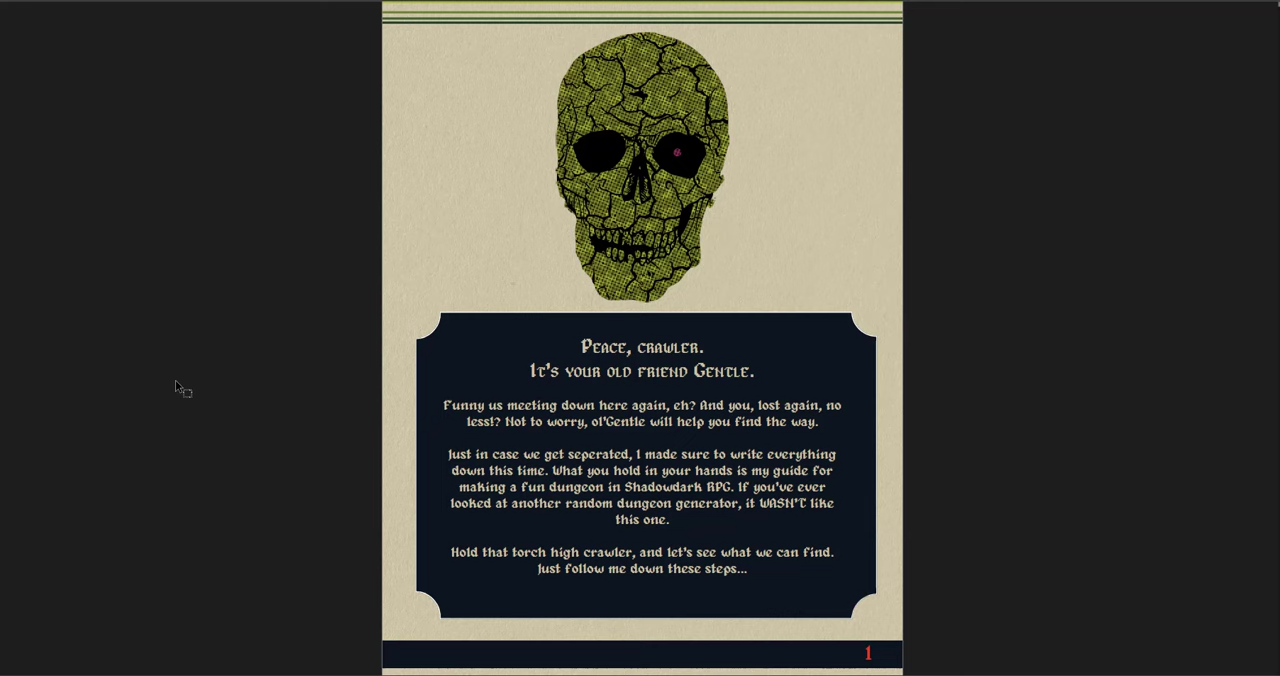 Peace, crawler.
It's your old friend Gentle.
Funny us meeting down here again, eh? And you, lost again, no
less!? Not to worry, ol'Gentle will help you find the way.
Just in case we get seperated, I made sure to write everything
down this time. What you hold in your hands is my guide for
making a fun dungeon in Shadowdark RPG. If you've ever
looked at another random dungeon generator, it WASN'T like
this one.
Hold that torch high crawler, and let's see what we can find.
Just follow me down these steps...
1